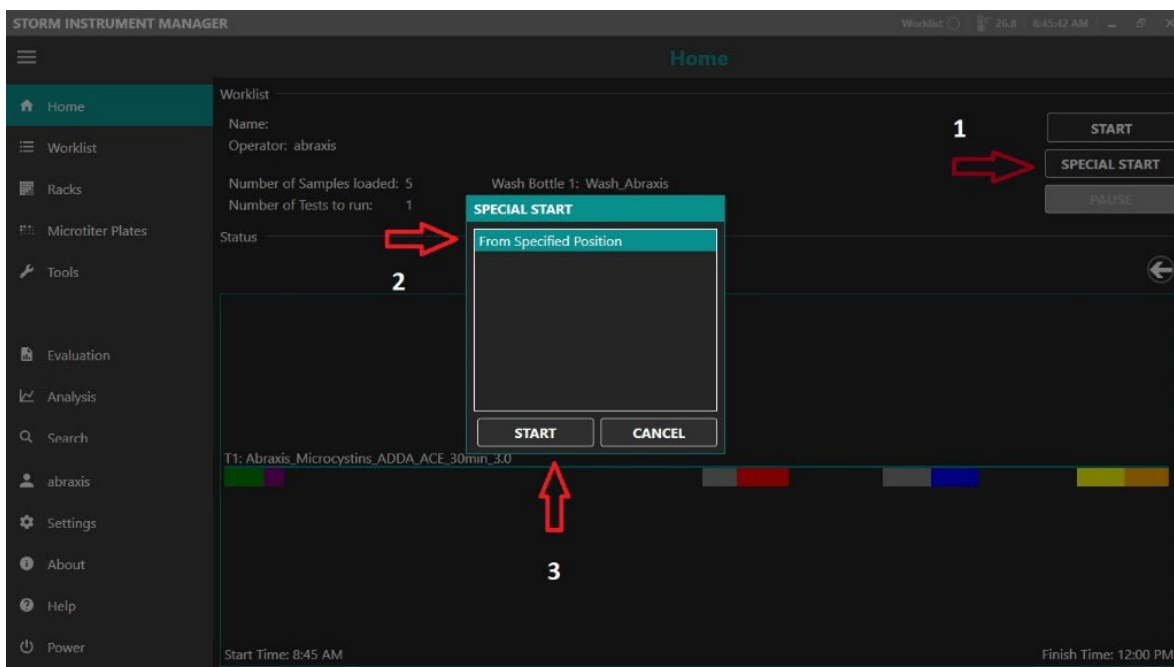 STORM INSTRUMENT MANAGER
Worklist 26.8 8:45:42 AM
Home
Home
Worklist
Racks
Microtiter Plates
Tools
Evaluation
Analysis
Search
abraxis
Settings
About
Help
Power
Worklist
Name:
Operator: abraxis
Number of Samples loaded: 5 Wash Bottle 1: Wash_Abraxis
Number of Tests to run: 1
1
START
SPECIAL START
PAUSE
Status
SPECIAL START
From Specified Position
2
START CANCEL
3
T1: Abraxis_Microcystins_ADDA_ACE_30min_3.0
Start Time: 8:45 AM Finish Time: 12:00 PM